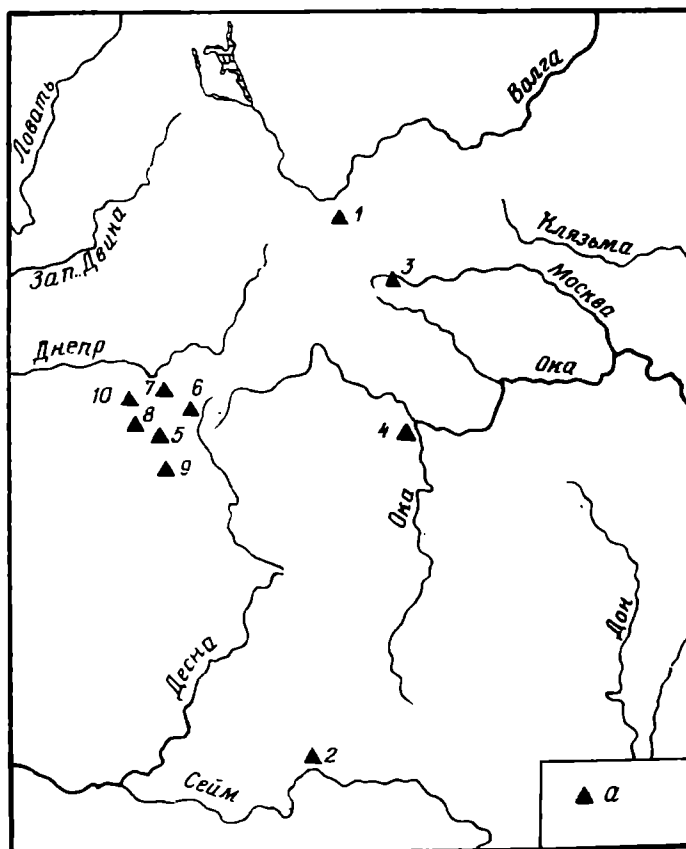 Ловать
Волга
1
Зап. Двина
Клязьма
3
Москва
Днепр
Ока
7
6
10
8
5
4
9
Ока
Дон
Десна
2
Сейм
а